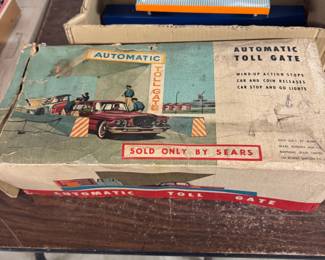 AUTOMATIC
TOLL GATE
AUTOMATIC
TOLL GATE
WIND-UP ACTION STOPS
CAR AND COIN RELEASES
CAR STOP AND GO LIGHTS
SOLD ONLY BY SEARS
AUTOMATIC TOLL GATE